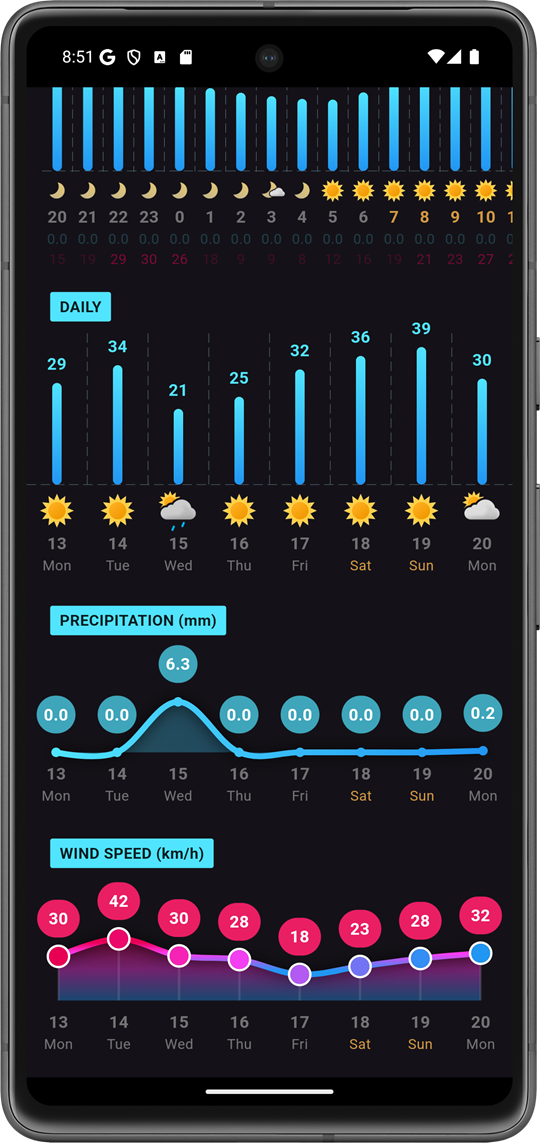 8:51
20 21 22 23 0 1 2 3 4 5 6 7 8 9 10
0.0 0.0 0.0 0.0 0.0 0.0 0.0 0.0 0.0 0.0 0.0 0.0 0.0 0.0 0.0
15 19 29 30 26 18 9 9 8 12 16 19 21 23 27
DAILY
29 34 21 25 32 36 39 30
13 14 15 16 17 18 19 20
Mon Tue Wed Thu Fri Sat Sun Mon
PRECIPITATION (mm)
6.3
0.0 0.0 0.0 0.0 0.0 0.0 0.2
13 14 15 16 17 18 19 20
Mon Tue Wed Thu Fri Sat Sun Mon
WIND SPEED (km/h)
30 42 30 28 18 23 28 32
13 14 15 16 17 18 19 20
Mon Tue Wed Thu Fri Sat Sun Mon